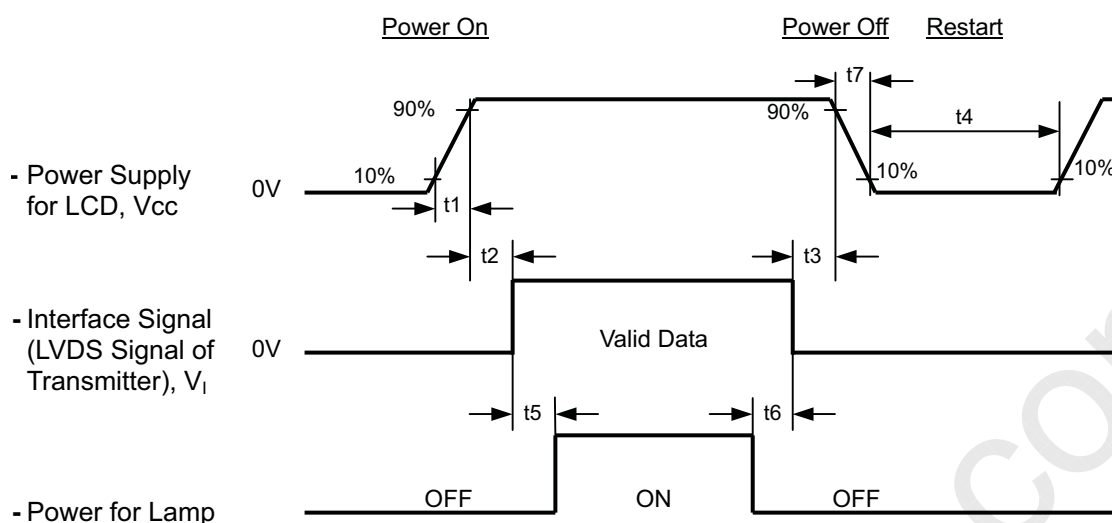 Power On
Power Off
Restart
t7
90%
90%
t4
10%
10%
10%
- Power Supply
for LCD, Vcc
0V
t1
t2
t3
- Interface Signal
(LVDS Signal of
Transmitter), VI
0V
Valid Data
t5
t6
- Power for Lamp
OFF
ON
OFF